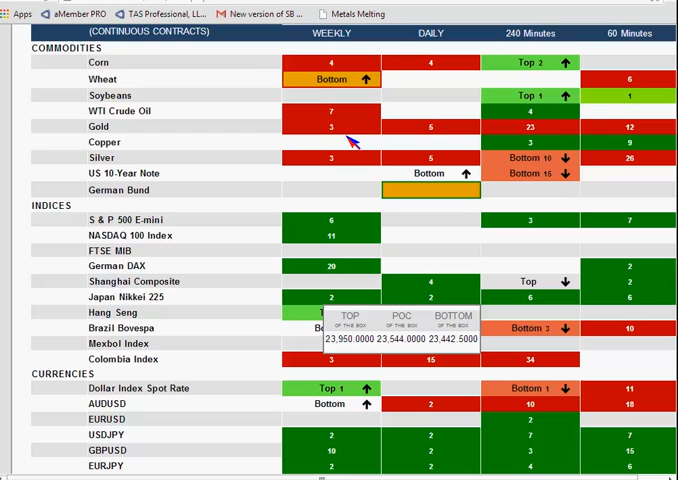 Apps aMember PRO TAS Professional, LL... New version of SB ... Metals Melting
(CONTINUOUS CONTRACTS) WEEKLY DAILY 240 Minutes 60 Minutes
COMMODITIES
Corn 4 4 Top 2
Wheat Bottom 6
Soybeans Top 1 1
WTI Crude Oil 7 4
Gold 3 5 23 12
Copper 3 9
Silver 3 5 Bottom 10 26
US 10-Year Note Bottom Bottom 15
German Bund
INDICES
S & P 500 E-mini 6 3 7
NASDAQ 100 Index 11
FTSE MIB
German DAX 20 2
Shanghai Composite 4 Top 2
Japan Nikkei 225 2 2 6 6
Hang Seng
TOP POC BOTTOM
OF THE BOX OF THE BOX OF THE BOX
23,950.0000 23,544.0000 23,442.5000
Brazil Bovespa Bottom 3 10
Mexbol Index
Colombia Index 3 15 34
CURRENCIES
Dollar Index Spot Rate Top 1 Bottom 1 11
AUDUSD Bottom 2 10 18
EURUSD 2
USDJPY 2 2 7 7
GBPUSD 10 2 3 15
EURJPY 2 2 4 6